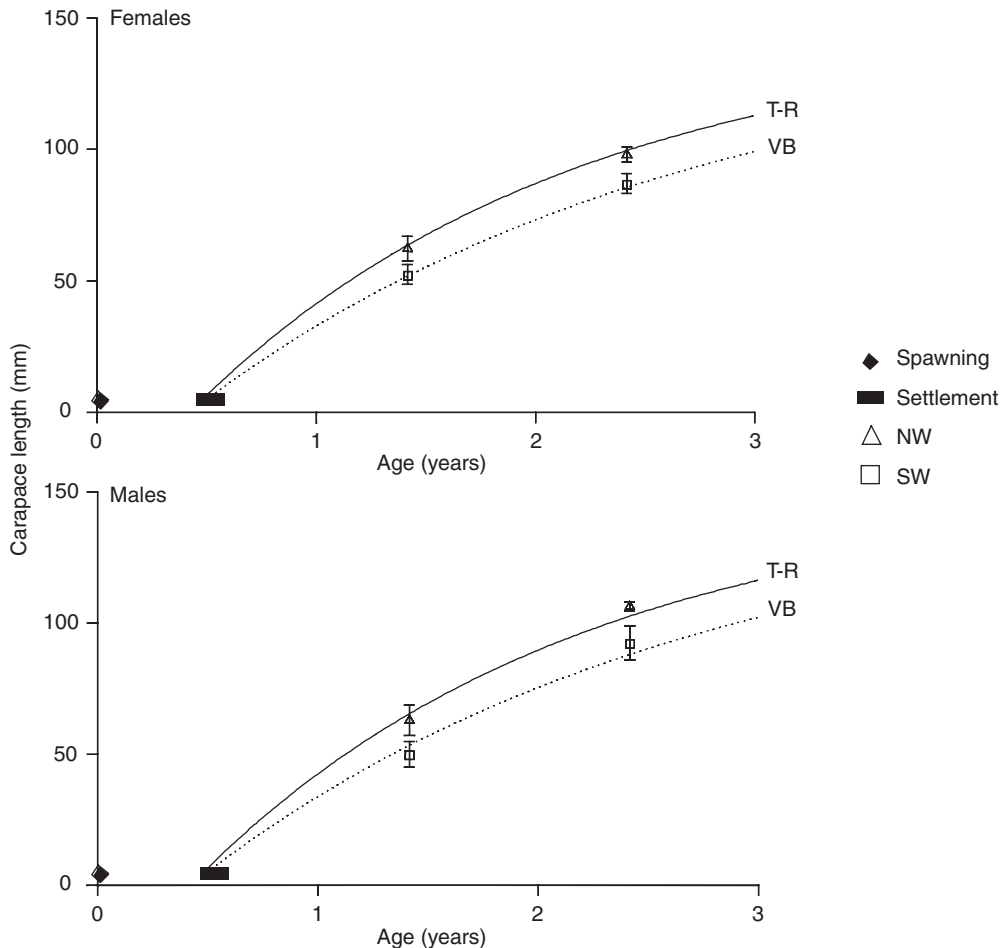 150
Females
100
50
0
T-R
VB
0 1 2 3
Age (years)
Carapace length (mm)
Spawning
Settlement
NW
SW
150
Males
100
50
0
T-R
VB
0 1 2 3
Age (years)